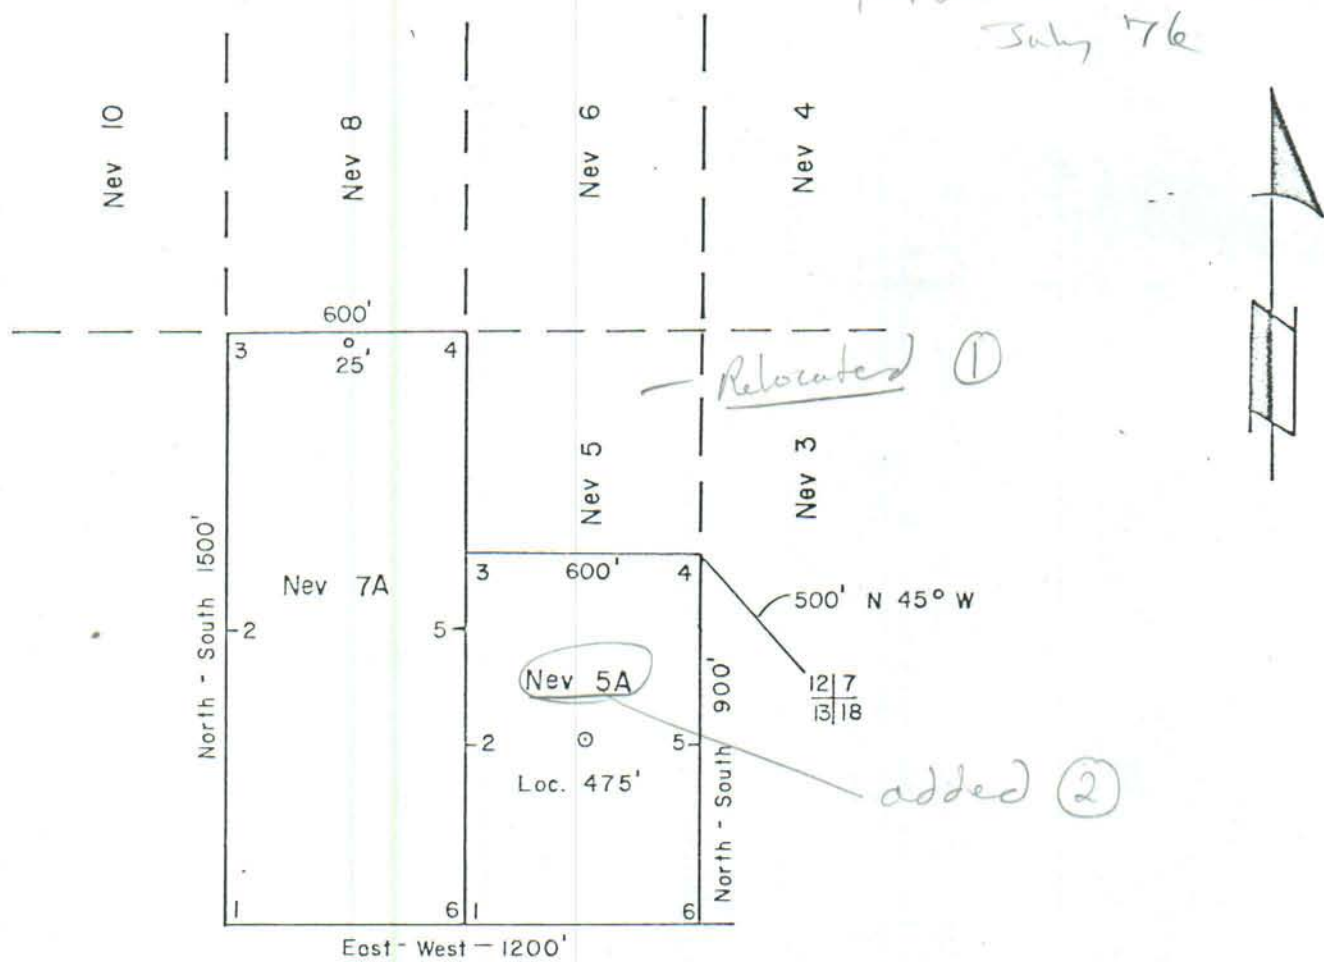 July 76
Nev 10
Nev 8
Nev 6
Nev 4
600'
3
25'
4
Relocated ①
Nev 5
Nev 3
North - South 1500'
Nev 7A
2
5
3
600'
4
500' N 45° W
12|7
13|18
Nev 5A
2
5
Loc. 475'
North - South 900'
added ②
1
6
1
6
East - West - 1200'